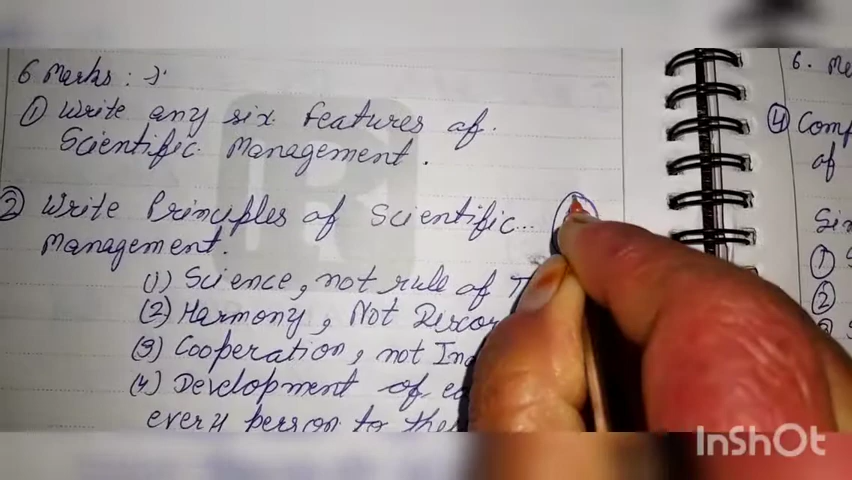 6 Marks :
① Write any six features of
Scientific Management.
② Write Principles of Scientific...
Management.
(1) Science, not rule of
(2) Harmony, Not
(3) Cooperation, not
(4) Development of
every person to
6.
④
of
①
②
InShOt